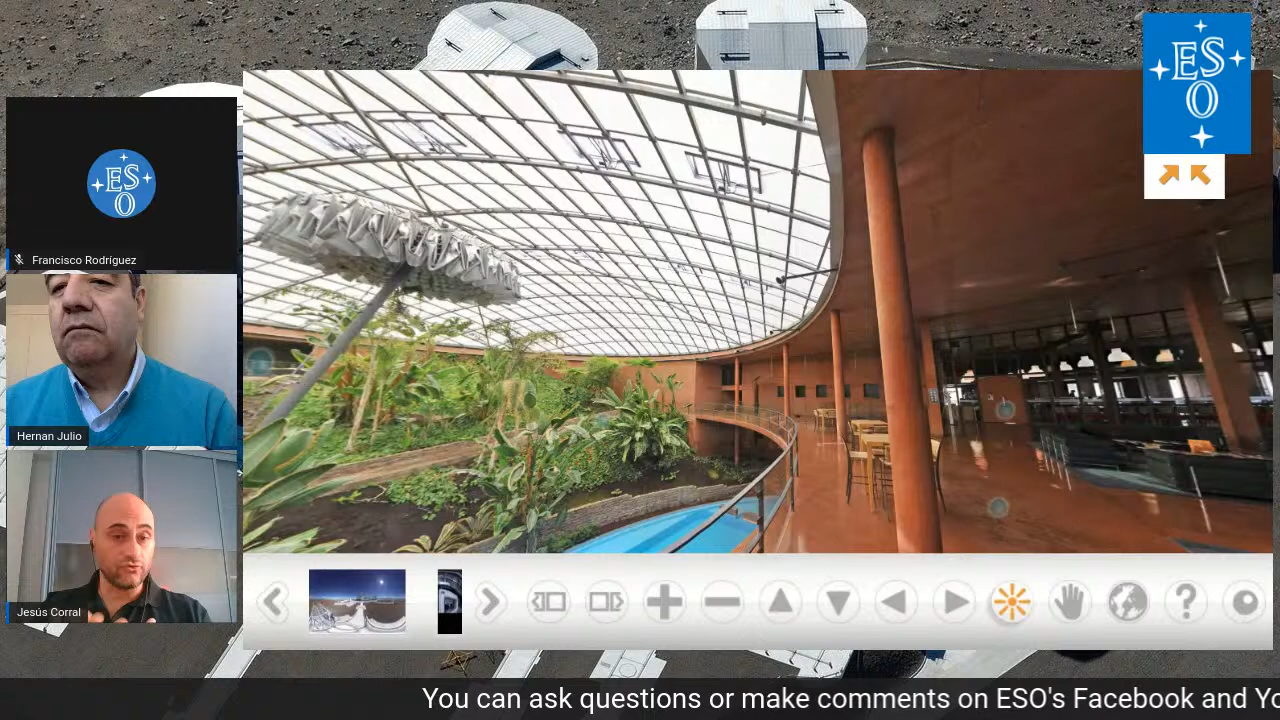 ESO
ESO
Francisco Rodríguez
Hernan Julio
Jesús Corral
?
You can ask questions or make comments on ESO's Facebook and Yo